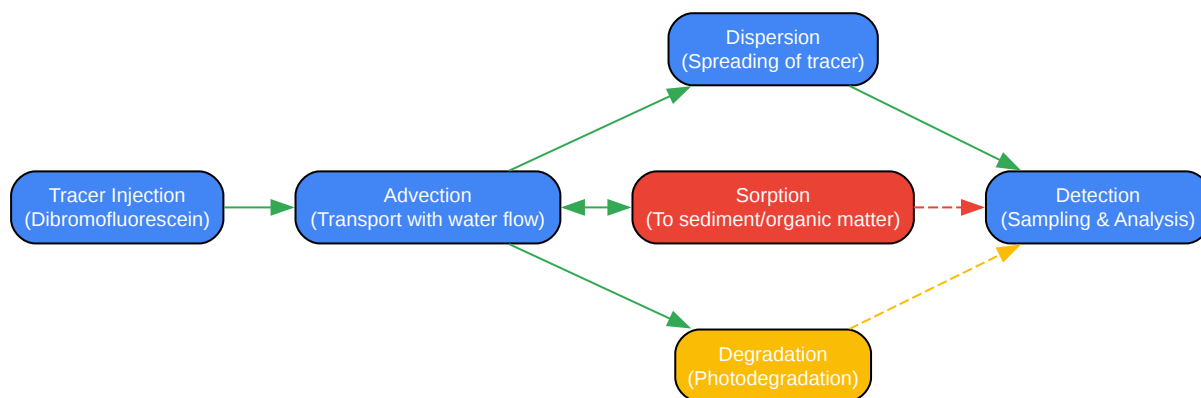 Dispersion
(Spreading of tracer)
Tracer Injection
(Dibromofluorescein)
Advection
(Transport with water flow)
Sorption
(To sediment/organic matter)
Detection
(Sampling & Analysis)
Degradation
(Photodegradation)